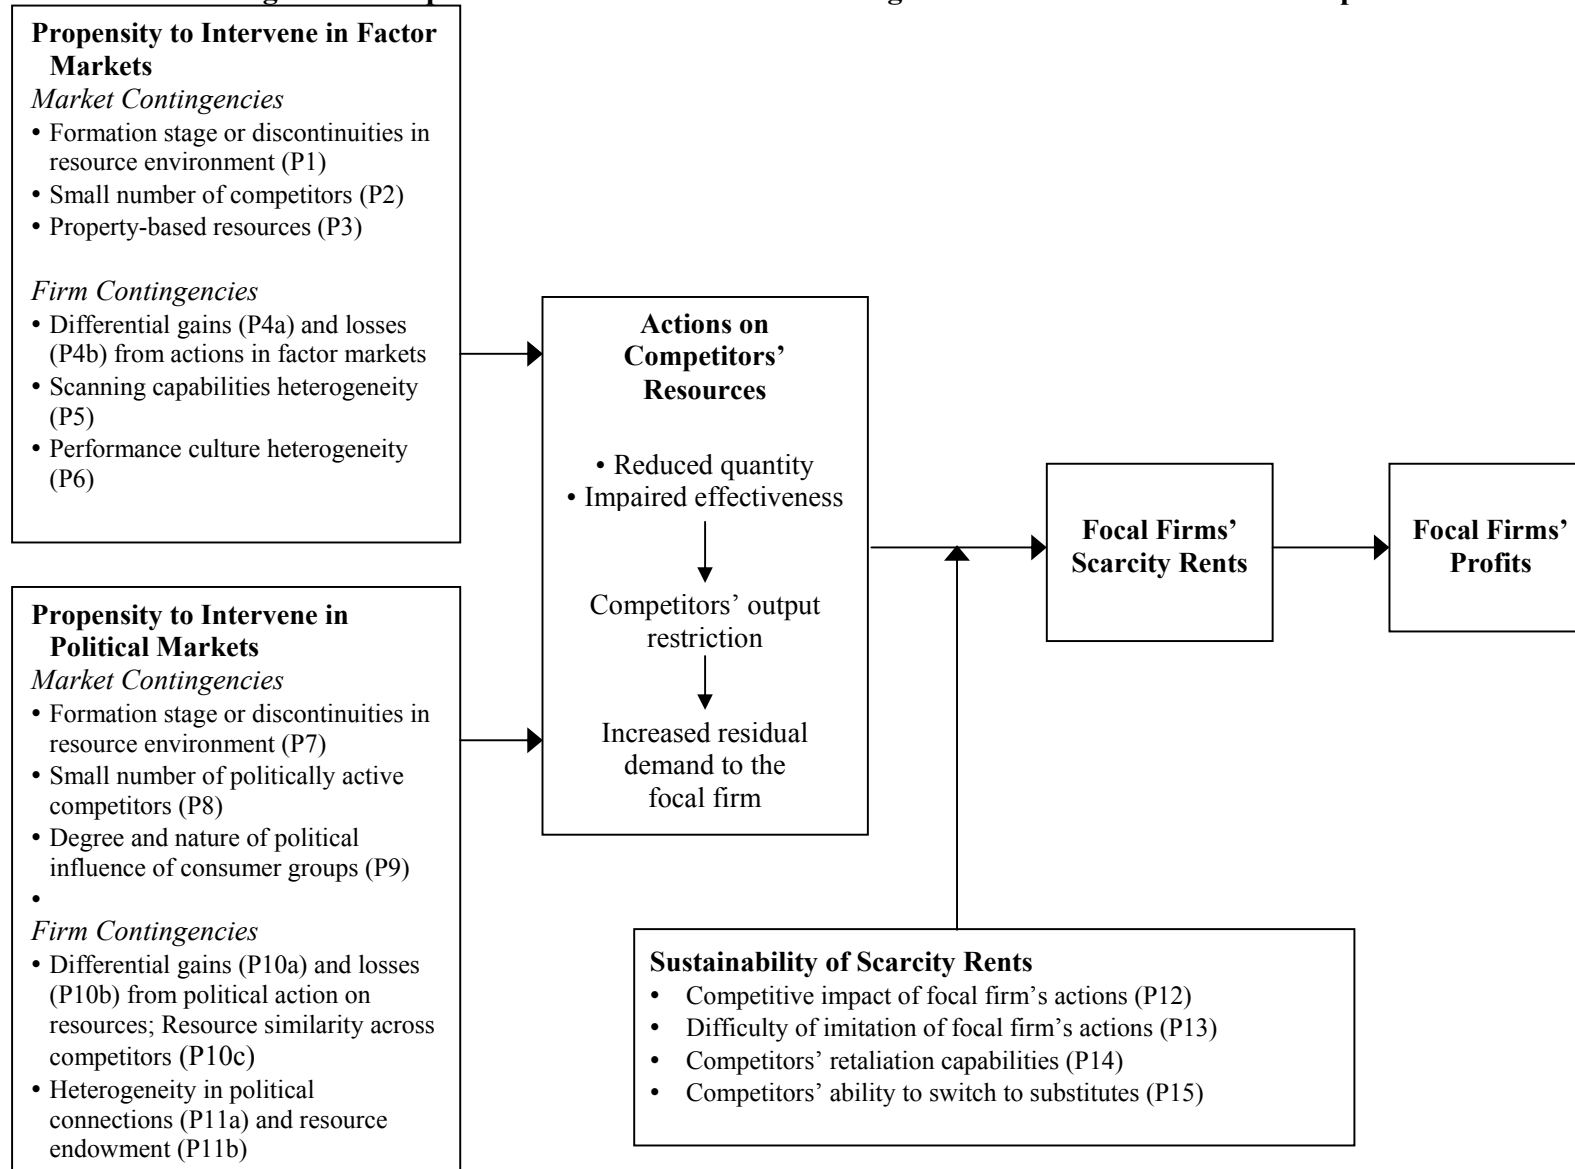 Propensity to Intervene in Factor
Markets
Market Contingencies
• Formation stage or discontinuities in
resource environment (P1)
• Small number of competitors (P2)
• Property-based resources (P3)
Firm Contingencies
• Differential gains (P4a) and losses
(P4b) from actions in factor markets
• Scanning capabilities heterogeneity
(P5)
• Performance culture heterogeneity
(P6)
Propensity to Intervene in
Political Markets
Market Contingencies
• Formation stage or discontinuities in
resource environment (P7)
• Small number of politically active
competitors (P8)
• Degree and nature of political
influence of consumer groups (P9)
•
Firm Contingencies
• Differential gains (P10a) and losses
(P10b) from political action on
resources; Resource similarity across
competitors (P10c)
• Heterogeneity in political
connections (P11a) and resource
endowment (P11b)
Actions on
Competitors’
Resources
• Reduced quantity
• Impaired effectiveness
Competitors’ output
restriction
Increased residual
demand to the
focal firm
Focal Firms’
Scarcity Rents
Focal Firms’
Profits
Sustainability of Scarcity Rents
• Competitive impact of focal firm’s actions (P12)
• Difficulty of imitation of focal firm’s actions (P13)
• Competitors’ retaliation capabilities (P14)
• Competitors’ ability to switch to substitutes (P15)